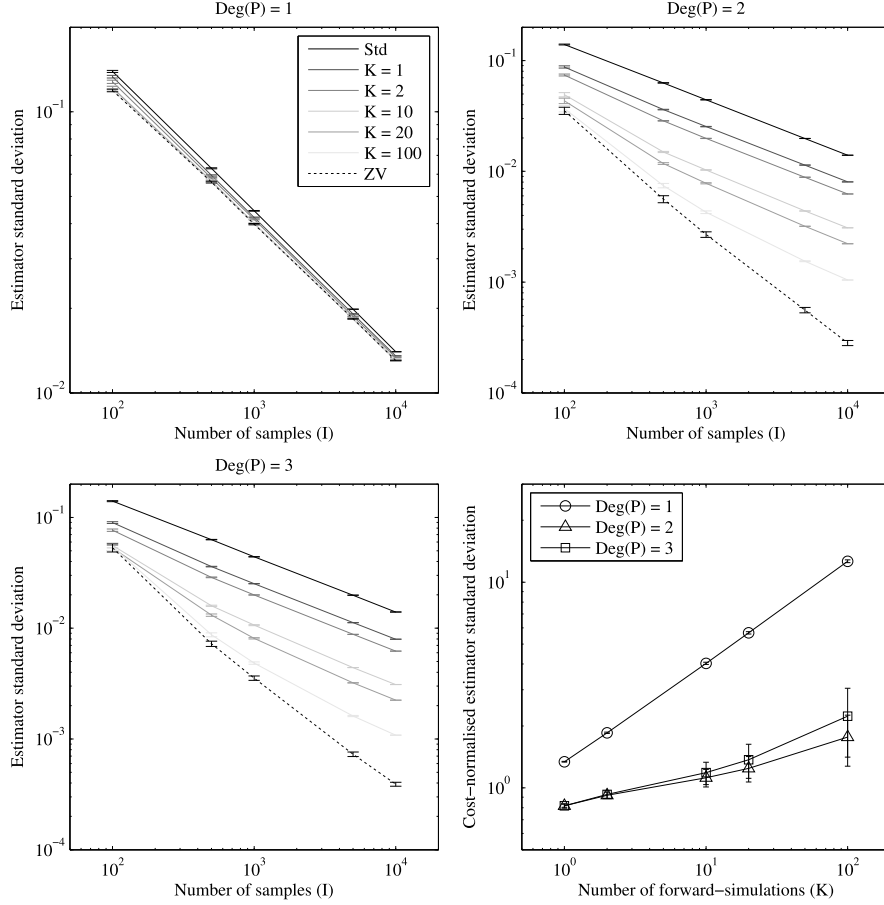 Deg(P) = 1
Estimator standard deviation
10^−1
10^−2
10^2
10^3
10^4
Number of samples (I)
Std
K = 1
K = 2
K = 10
K = 20
K = 100
ZV
Deg(P) = 2
Estimator standard deviation
10^−1
10^−2
10^−3
10^−4
10^2
10^3
10^4
Number of samples (I)
Deg(P) = 3
Estimator standard deviation
10^−1
10^−2
10^−3
10^−4
10^2
10^3
10^4
Number of samples (I)
Cost−normalised estimator standard deviation
10^1
10^0
10^0
10^1
10^2
Number of forward−simulations (K)
Deg(P) = 1
Deg(P) = 2
Deg(P) = 3